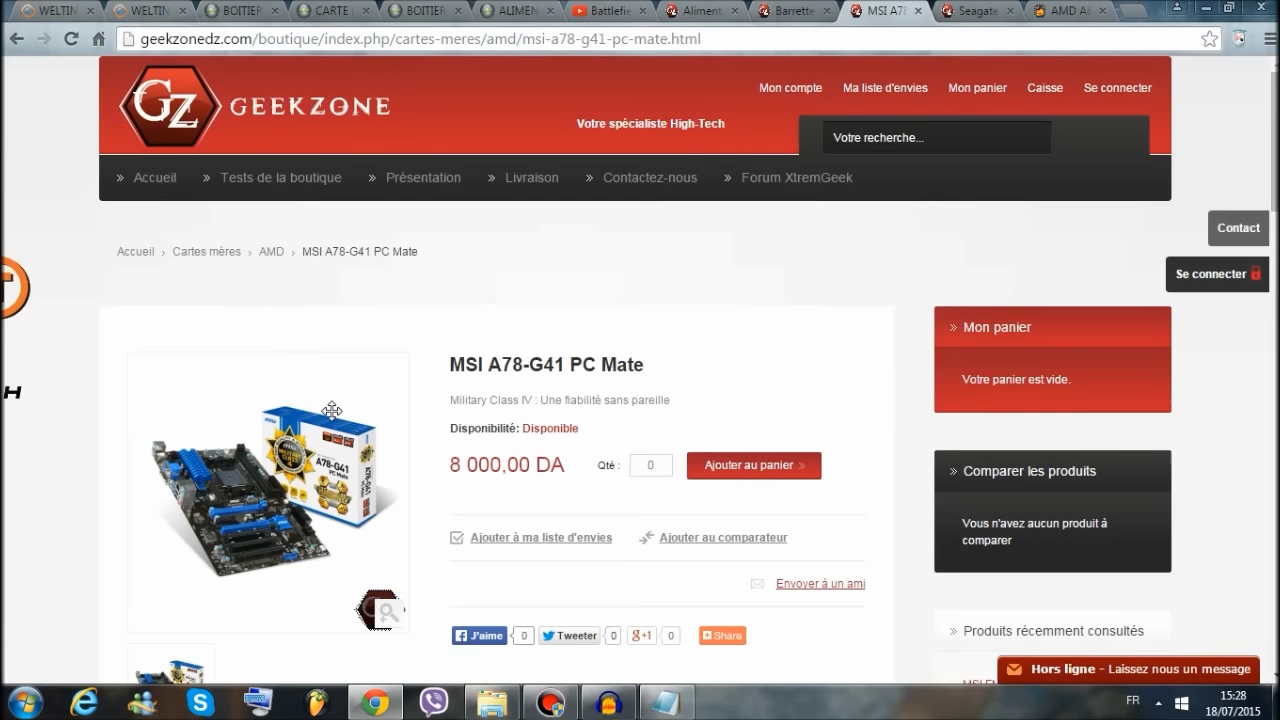 WELTIN
WELTIN
BOITIER
CARTE
BOITIER
ALIMEN
Battlefie
Aliment
Barrette
MSI A78
Seagate
AMD A
geekzonedz.com/boutique/index.php/cartes-meres/amd/msi-a78-g41-pc-mate.html
GZ GEEKZONE
Mon compte Ma liste d'envies Mon panier Caisse Se connecter
Votre spécialiste High-Tech
Votre recherche...
» Accueil » Tests de la boutique » Présentation » Livraison » Contactez-nous » Forum XtremGeek
Contact
Accueil › Cartes mères › AMD › MSI A78-G41 PC Mate
Se connecter
T
H
MSI A78-G41 PC Mate
Military Class IV : Une fiabilité sans pareille
Disponibilité: Disponible
8 000,00 DA Qté : 0 Ajouter au panier »
Ajouter à ma liste d'envies Ajouter au comparateur
Envoyer à un ami
J'aime 0 Tweeter 0 g+1 0 Share
A78-G41
PC Mate
» Mon panier
Votre panier est vide.
» Comparer les produits
Vous n'avez aucun produit à
comparer
» Produits récemment consultés
Hors ligne - Laissez nous un message
FR
15:28
18/07/2015